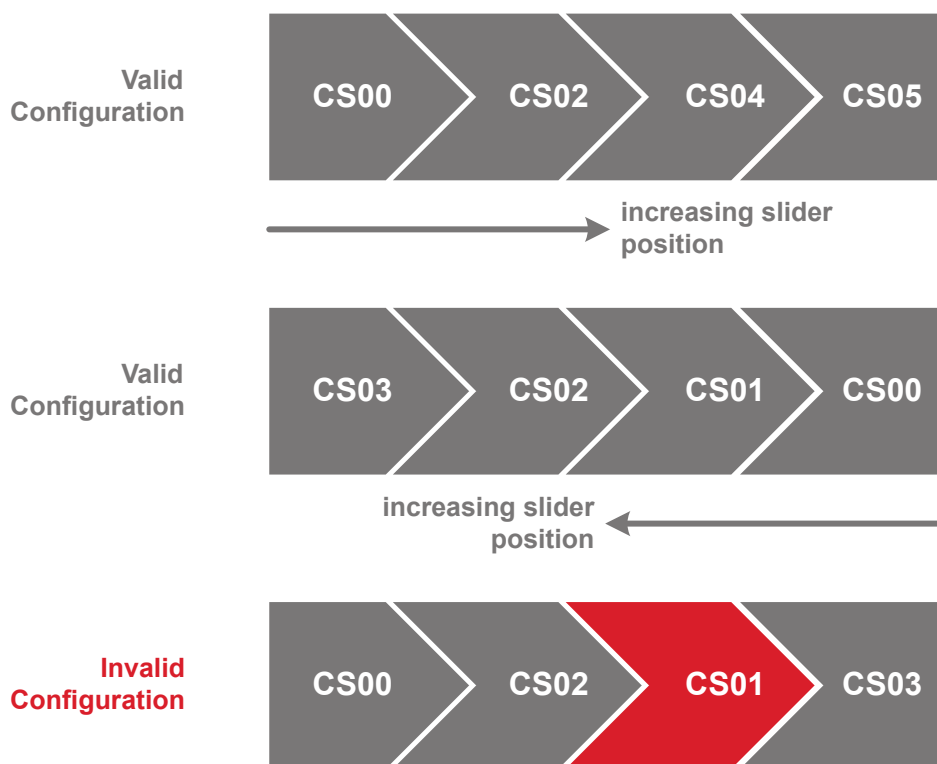 Valid
Configuration
CS00
CS02
CS04
CS05
increasing slider
position
Valid
Configuration
CS03
CS02
CS01
CS00
increasing slider
position
Invalid
Configuration
CS00
CS02
CS01
CS03